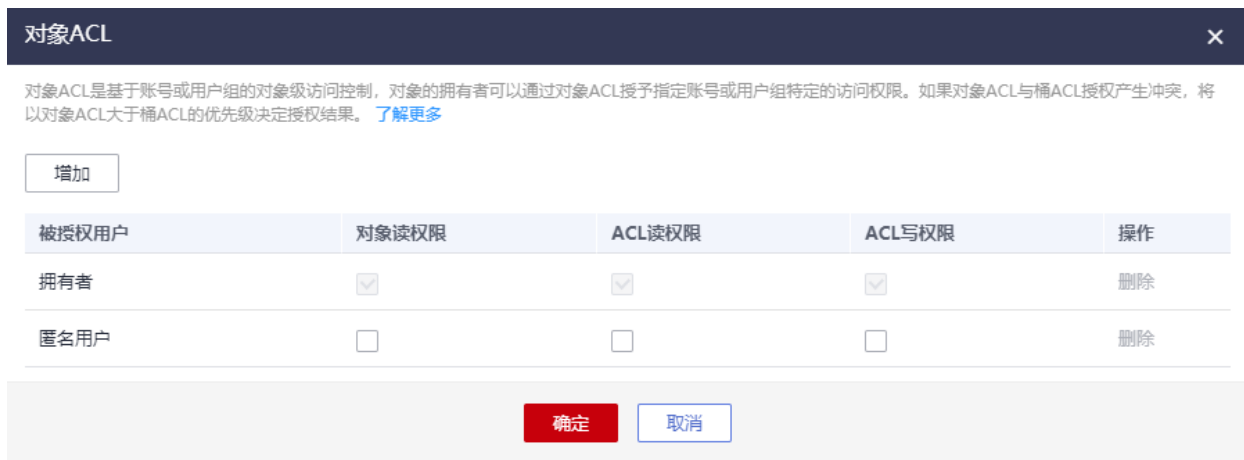 对象ACL
对象ACL是基于账号或用户组的对象级访问控制，对象的拥有者可以通过对象ACL授予指定账号或用户组特定的访问权限。如果对象ACL与桶ACL授权产生冲突，将
以对象ACL大于桶ACL的优先级决定授权结果。 了解更多
增加
被授权用户 对象读权限 ACL读权限 ACL写权限 操作
拥有者 删除
匿名用户 删除
确定 取消